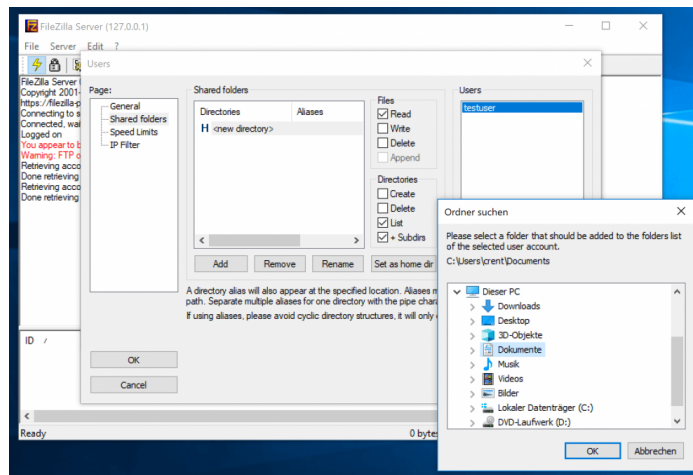 FileZilla Server (127.0.0.1)
File Server Edit ?
Users
FileZilla Server
Copyright 2001-
https://filezilla-p
Connecting to s
Connected, wai
Logged on
You appear to b
Warning: FTP o
Retrieving acco
Done retrieving
Retrieving acco
Done retrieving
Page:
General
Shared folders
Speed Limits
IP Filter
Shared folders
Directories Aliases
H <new directory>
Files
Read
Write
Delete
Append
Directories
Create
Delete
List
+ Subdirs
Users
testuser
Add Remove Rename Set as home dir
A directory alias will also appear at the specified location. Aliases m
path. Separate multiple aliases for one directory with the pipe chara
If using aliases, please avoid cyclic directory structures, it will only
OK
Cancel
ID /
Ready 0 bytes
Ordner suchen
Please select a folder that should be added to the folders list
of the selected user account.
C:\Users\crent\Documents
Dieser PC
Downloads
Desktop
3D-Objekte
Dokumente
Musik
Videos
Bilder
Lokaler Datenträger (C:)
DVD-Laufwerk (D:)
OK Abbrechen